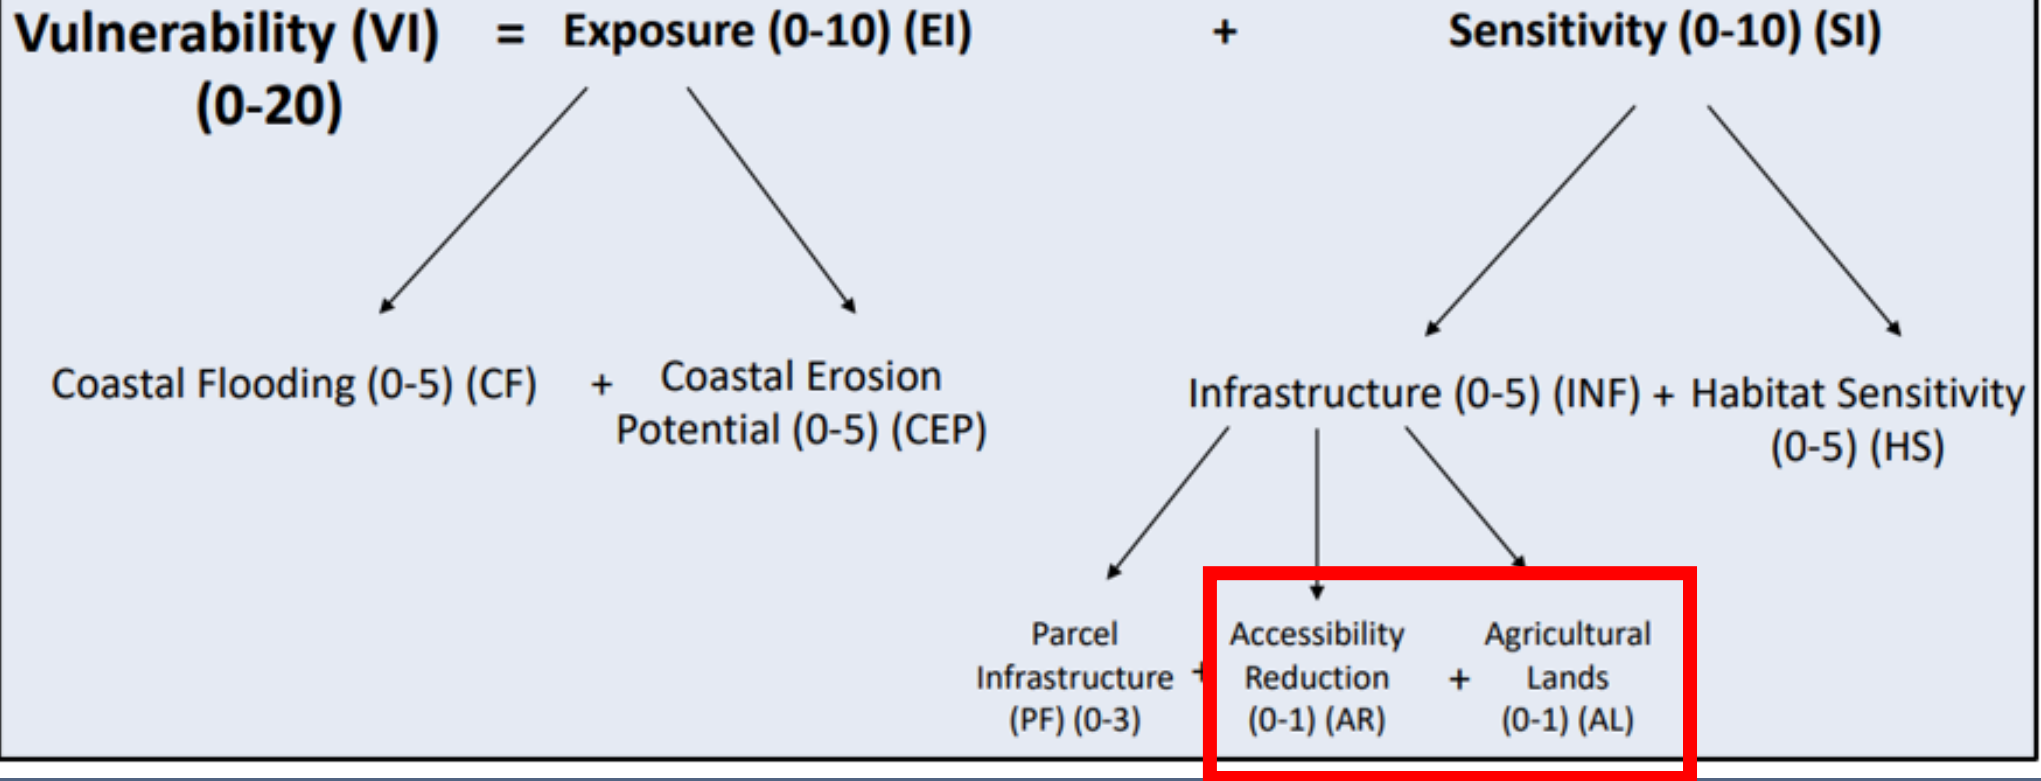 Vulnerability (VI) = Exposure (0-10) (EI) + Sensitivity (0-10) (SI)
(0-20)
Coastal Flooding (0-5) (CF) + Coastal Erosion
Potential (0-5) (CEP)
Infrastructure (0-5) (INF) + Habitat Sensitivity
(0-5) (HS)
Parcel
Infrastructure
(PF) (0-3)
+
Accessibility
Reduction
(0-1) (AR)
+
Agricultural
Lands
(0-1) (AL)